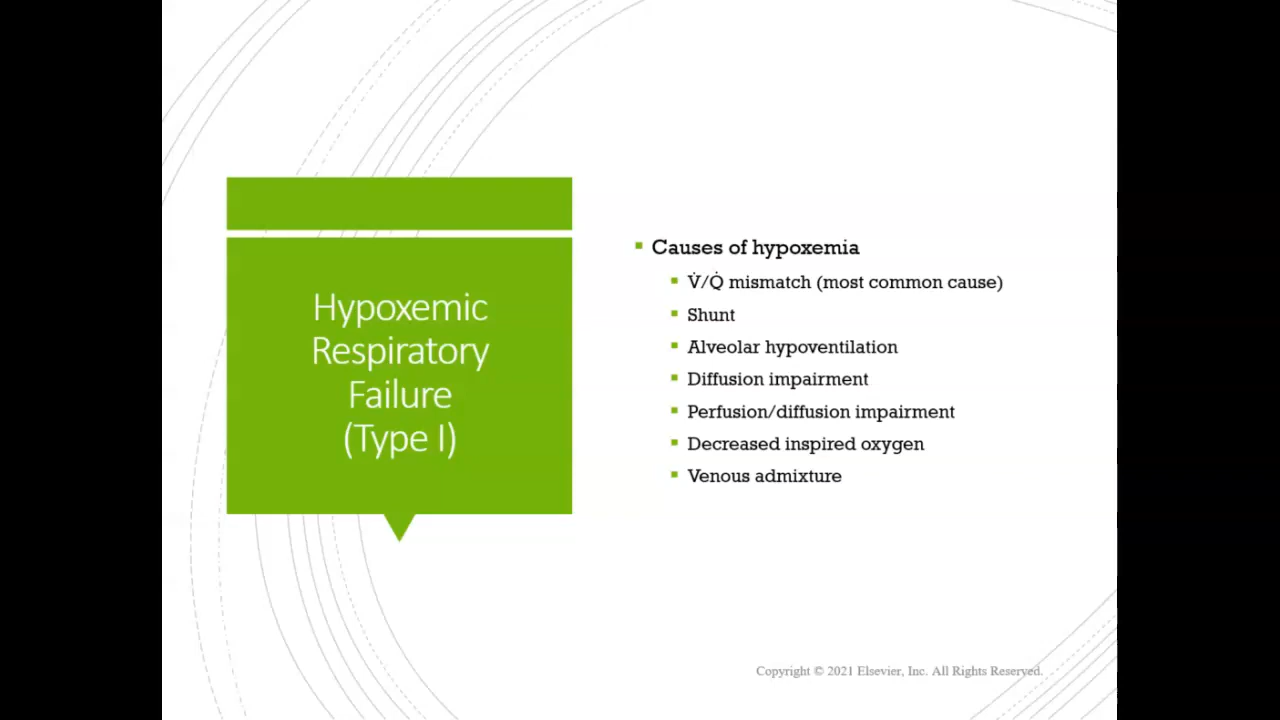 Hypoxemic
Respiratory
Failure
(Type I)
Causes of hypoxemia
V̇/Q̇ mismatch (most common cause)
Shunt
Alveolar hypoventilation
Diffusion impairment
Perfusion/diffusion impairment
Decreased inspired oxygen
Venous admixture
Copyright © 2021 Elsevier, Inc. All Rights Reserved.